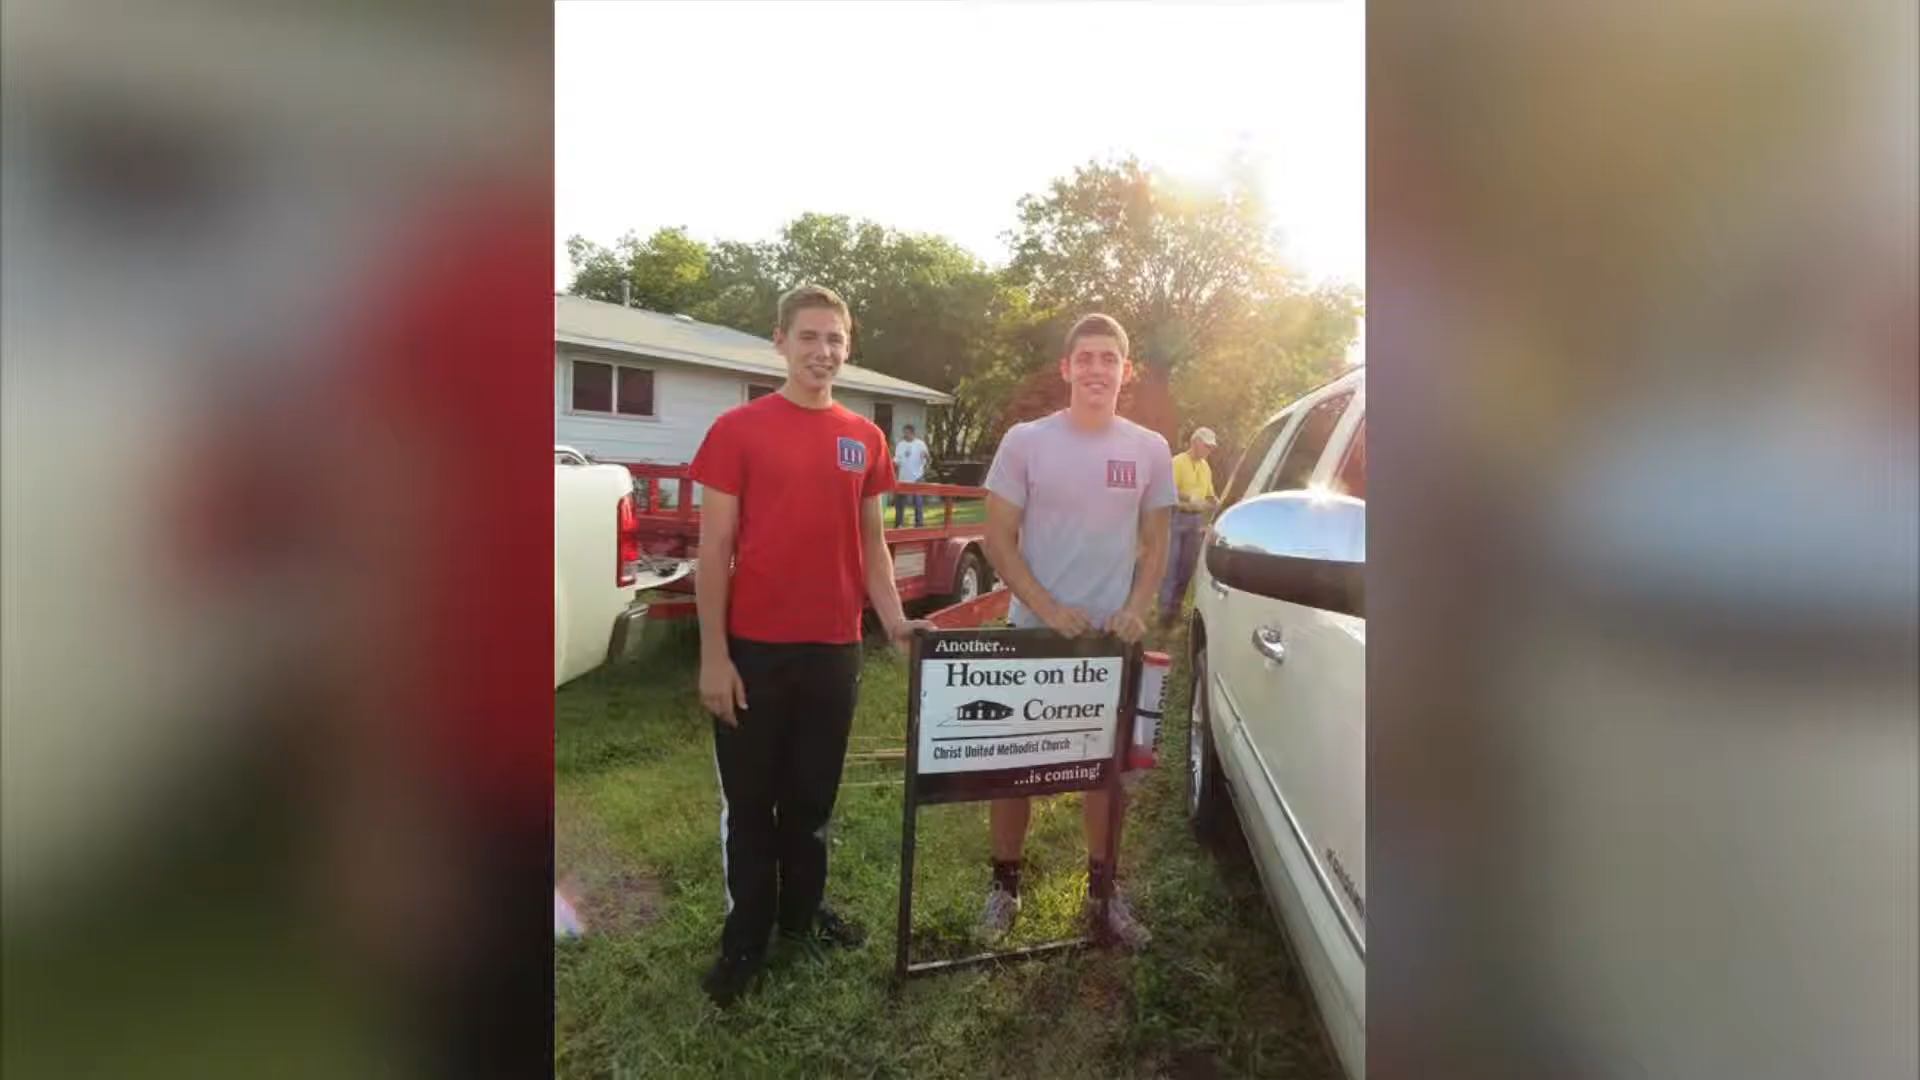 Another...
House on the
Corner
Christ United Methodist Church
...is coming!